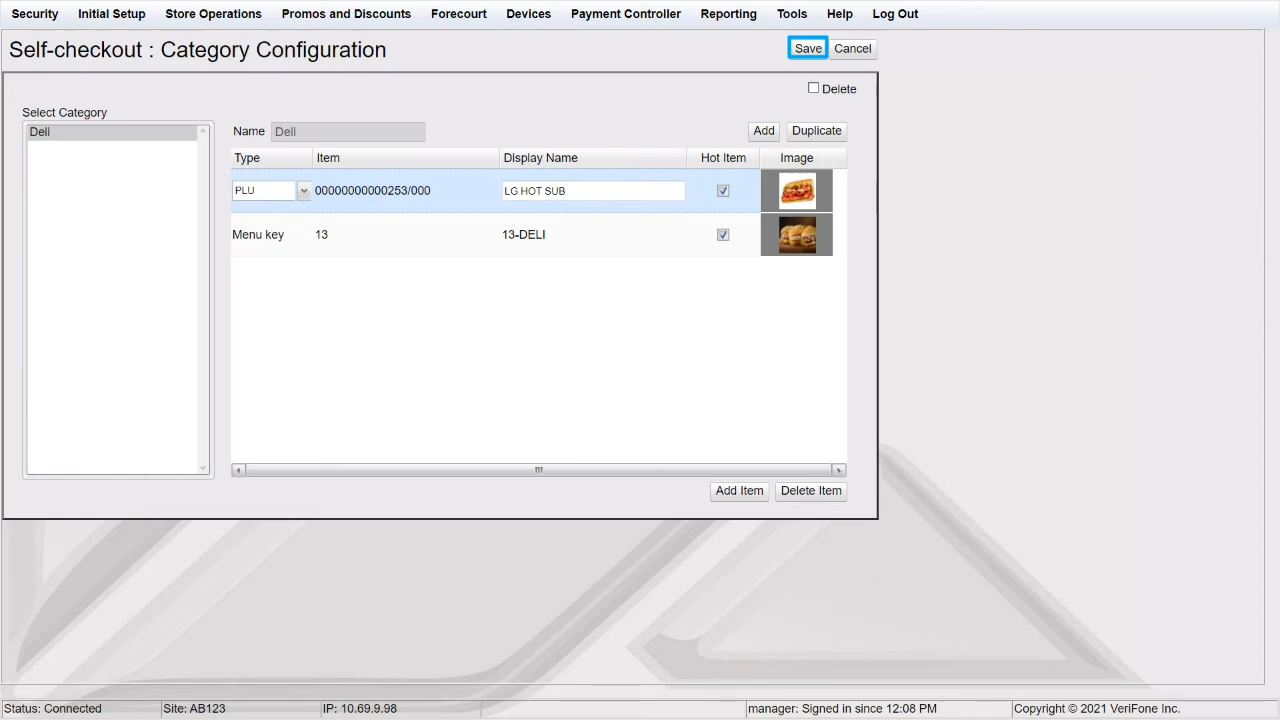 Security Initial Setup Store Operations Promos and Discounts Forecourt Devices Payment Controller Reporting Tools Help Log Out
Self-checkout : Category Configuration Save Cancel
Delete
Select Category
Deli
Name Deli Add Duplicate
Type Item Display Name Hot Item Image
PLU 00000000000253/000 LG HOT SUB
Menu key 13 13-DELI
Add Item Delete Item
Status: Connected Site: AB123 IP: 10.69.9.98 manager: Signed in since 12:08 PM Copyright © 2021 VeriFone Inc.